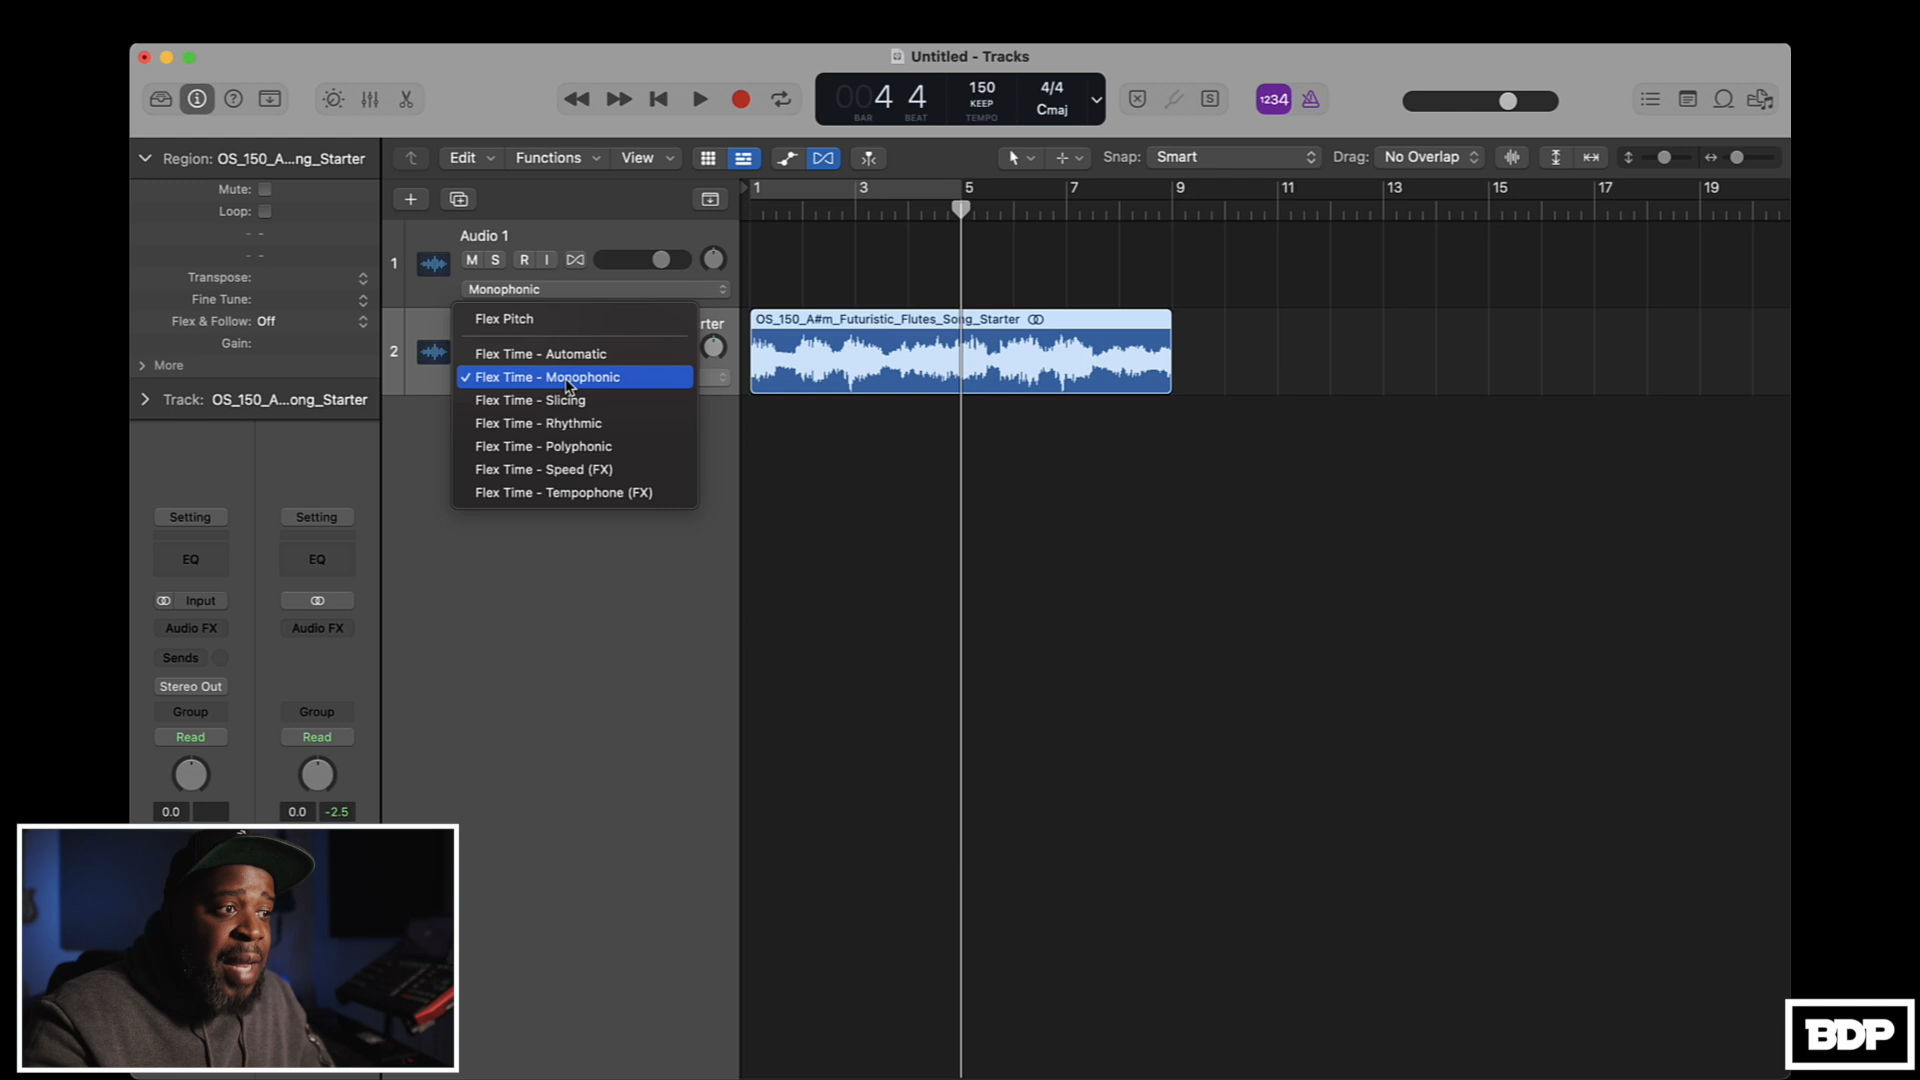 Untitled - Tracks
004 4
BAR BEAT
150
KEEP
TEMPO
4/4
Cmaj
1234
Region: OS_150_A...ng_Starter
Edit Functions View
Snap: Smart
Drag: No Overlap
Mute:
Loop:
Transpose:
Fine Tune:
Flex & Follow: Off
Gain:
More
Track: OS_150_A...ong_Starter
1 3 5 7 9 11 13 15 17 19
1
Audio 1
M S R I
Monophonic
2
rter
Flex Pitch
Flex Time - Automatic
Flex Time - Monophonic
Flex Time - Slicing
Flex Time - Rhythmic
Flex Time - Polyphonic
Flex Time - Speed (FX)
Flex Time - Tempophone (FX)
OS_150_A#m_Futuristic_Flutes_Song_Starter
Setting Setting
EQ EQ
Input
Audio FX Audio FX
Sends
Stereo Out
Group Group
Read Read
0.0 0.0 -2.5
BDP